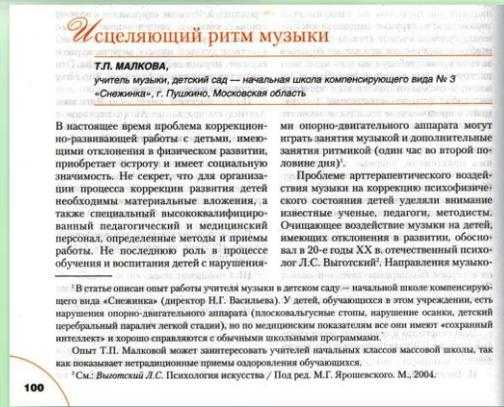 Исцеляющий ритм музыки
Т.П. МАЛКОВА,
учитель музыки, детский сад — начальная школа компенсирующего вида № 3
«Снежинка», г. Пушкино, Московская область
В настоящее время проблема коррекцион-
но-развивающей работы с детьми, имею-
щими отклонения в физическом развитии,
приобретает остроту и имеет социальную
значимость. Не секрет, что для организа-
ции процесса коррекции развития детей
необходимы материальные вложения, а
также специальный высококвалифициро-
ванный педагогический и медицинский
персонал, определенные методы и приемы
работы. Не последнюю роль в процессе
обучения и воспитания детей с нарушения-
ми опорно-двигательного аппарата могут
играть занятия музыкой и дополнительные
занятия ритмикой (один час во второй по-
ловине дня)¹.
Проблеме арттерапевтического воздей-
ствия музыки на коррекцию психофизиче-
ского состояния детей уделяли внимание
известные ученые, педагоги, методисты.
Очищающее воздействие музыки на детей,
имеющих отклонения в развитии, обосно-
вал в 20-е годы XX в. отечественный психо-
лог Л.С. Выготский². Направления музыко-
¹ В статье описан опыт работы учителя музыки в детском саду — начальной школе компенсирую-
щего вида «Снежинка» (директор Н.Г. Васильева). У детей, обучающихся в этом учреждении, есть
нарушения опорно-двигательного аппарата (плосковальгусные стопы, нарушение осанки, детский
церебральный паралич легкой стадии), но по медицинским показателям все они имеют «сохранный
интеллект» и хорошо справляются с обычными школьными программами.
Опыт Т.П. Малковой может заинтересовать учителей начальных классов массовой школы, так
как показывает нетрадиционные приемы оздоровления обучающихся.
² См.: Выготский Л.С. Психология искусства / Под ред. М.Г. Ярошевского. М., 2004.
100